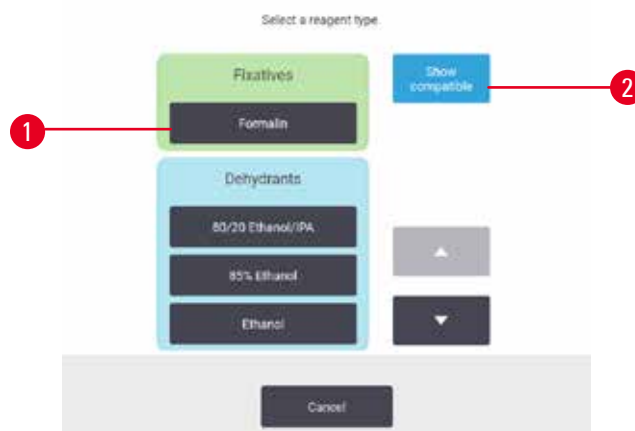 Select a reagent type
Fixatives
Show
compatible
1
2
Formalin
Dehydrants
80/20 Ethanol/IPA
85% Ethanol
Ethanol
Cancel